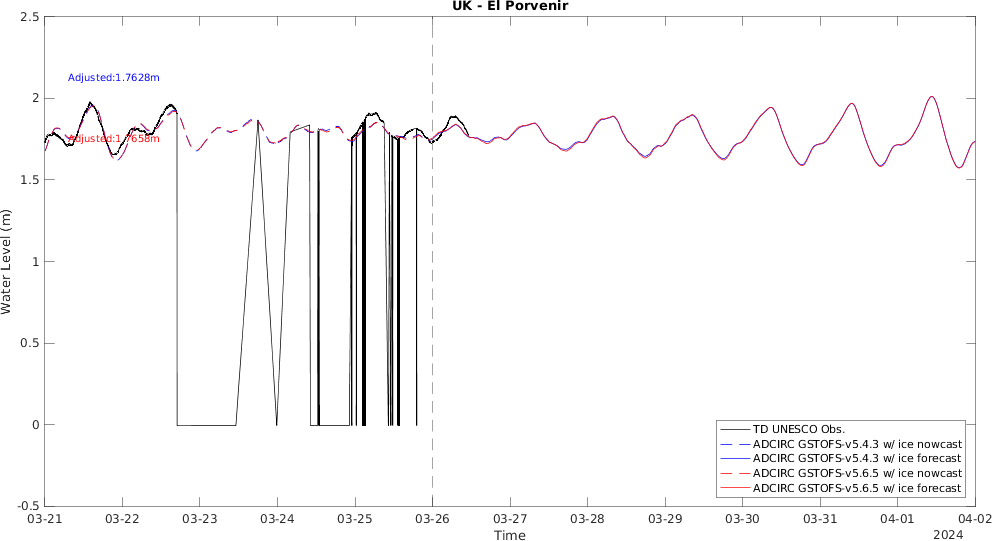 UK - El Porvenir
2.5
2
1.5
1
0.5
0
-0.5
Water Level (m)
Adjusted:1.7628m
Adjusted:1.7658m
TD UNESCO Obs.
ADCIRC GSTOFS-v5.4.3 w/ ice nowcast
ADCIRC GSTOFS-v5.4.3 w/ ice forecast
ADCIRC GSTOFS-v5.6.5 w/ ice nowcast
ADCIRC GSTOFS-v5.6.5 w/ ice forecast
03-21 03-22 03-23 03-24 03-25 03-26 03-27 03-28 03-29 03-30 03-31 04-01 04-02
Time
2024